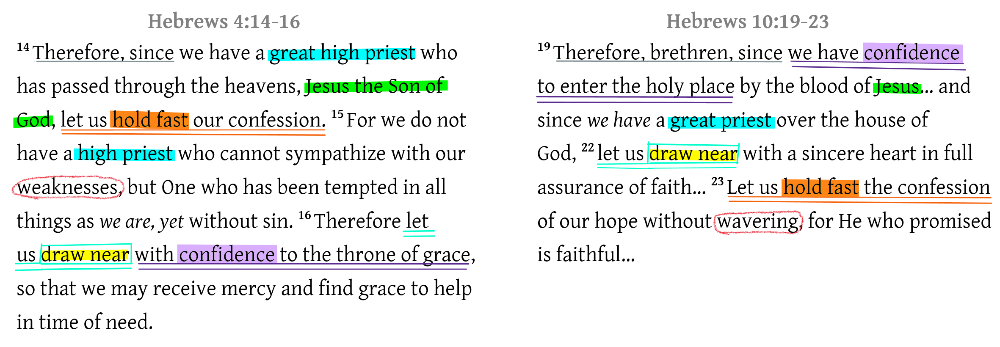 Hebrews 4:14-16
14 Therefore, since we have a great high priest who
has passed through the heavens, Jesus the Son of
God, let us hold fast our confession. 15 For we do not
have a high priest who cannot sympathize with our
weaknesses, but One who has been tempted in all
things as we are, yet without sin. 16 Therefore let
us draw near with confidence to the throne of grace,
so that we may receive mercy and find grace to help
in time of need.
Hebrews 10:19-23
19 Therefore, brethren, since we have confidence
to enter the holy place by the blood of Jesus... and
since we have a great priest over the house of
God, 22 let us draw near with a sincere heart in full
assurance of faith... 23 Let us hold fast the confession
of our hope without wavering, for He who promised
is faithful...